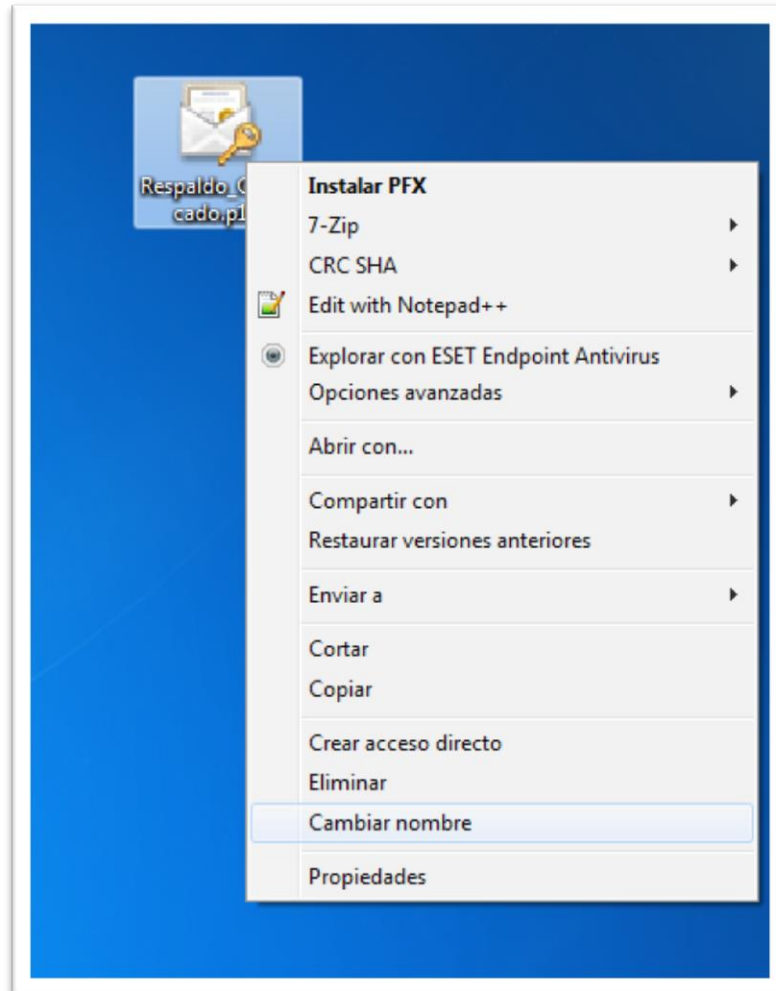 Respaldo_C
cado.p1
Instalar PFX
7-Zip
CRC SHA
Edit with Notepad++
Explorar con ESET Endpoint Antivirus
Opciones avanzadas
Abrir con...
Compartir con
Restaurar versiones anteriores
Enviar a
Cortar
Copiar
Crear acceso directo
Eliminar
Cambiar nombre
Propiedades